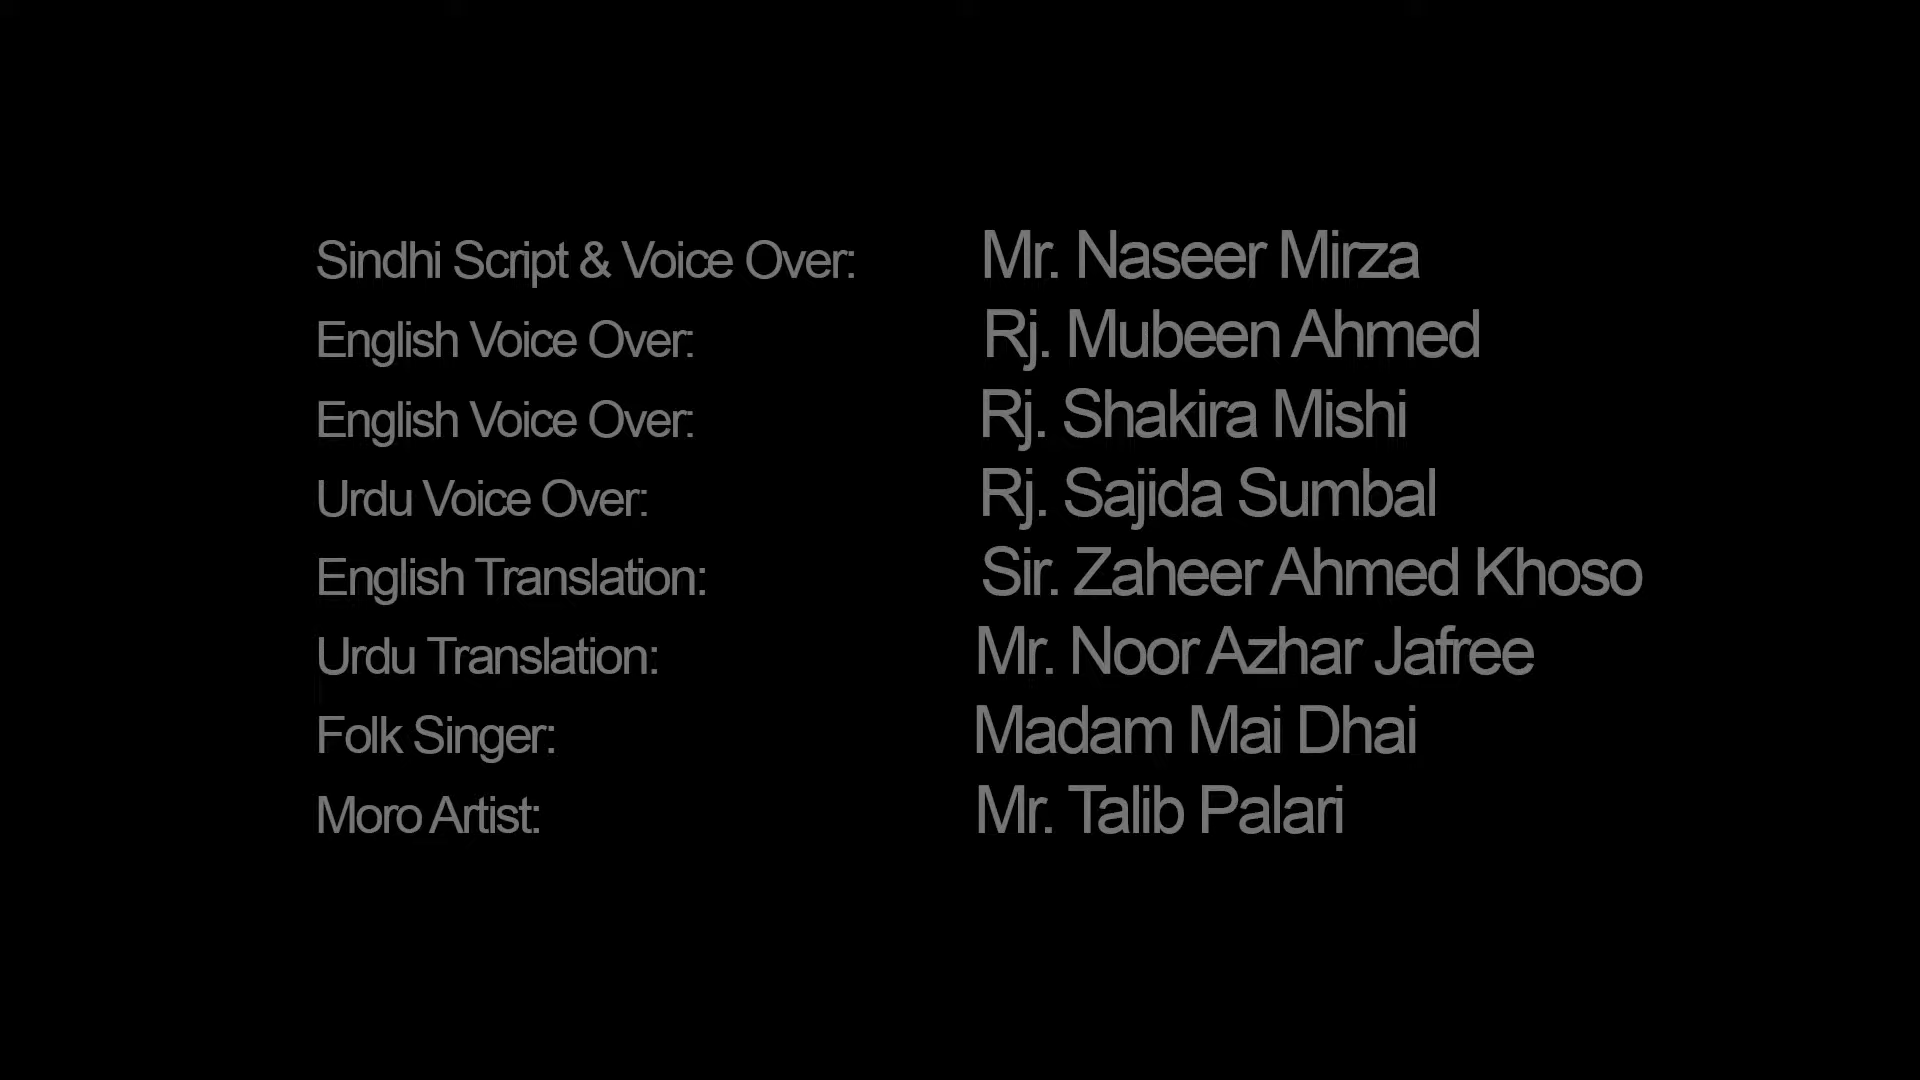 Sindhi Script & Voice Over: Mr. Naseer Mirza
English Voice Over: Rj. Mubeen Ahmed
English Voice Over: Rj. Shakira Mishi
Urdu Voice Over: Rj. Sajida Sumbal
English Translation: Sir. Zaheer Ahmed Khoso
Urdu Translation: Mr. Noor Azhar Jafree
Folk Singer: Madam Mai Dhai
Moro Artist: Mr. Talib Palari